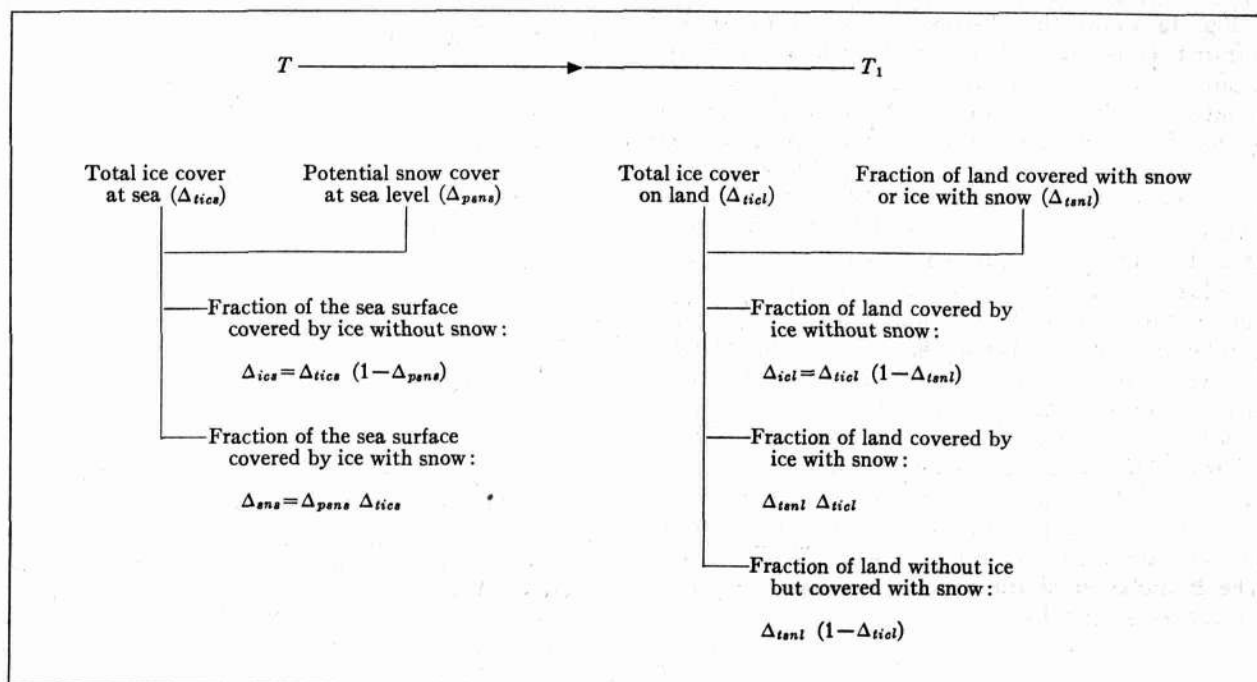 T T₁
Total ice cover
at sea (Δtics)
Potential snow cover
at sea level (Δpsns)
Fraction of the sea surface
covered by ice without snow:
Δics=Δtics (1−Δpsns)
Fraction of the sea surface
covered by ice with snow:
Δsns=Δpsns Δtics
Total ice cover
on land (Δticl)
Fraction of land covered with snow
or ice with snow (Δtsnl)
Fraction of land covered by
ice without snow:
Δicl=Δticl (1−Δtsnl)
Fraction of land covered by
ice with snow:
Δtsnl Δticl
Fraction of land without ice
but covered with snow:
Δtsnl (1−Δticl)